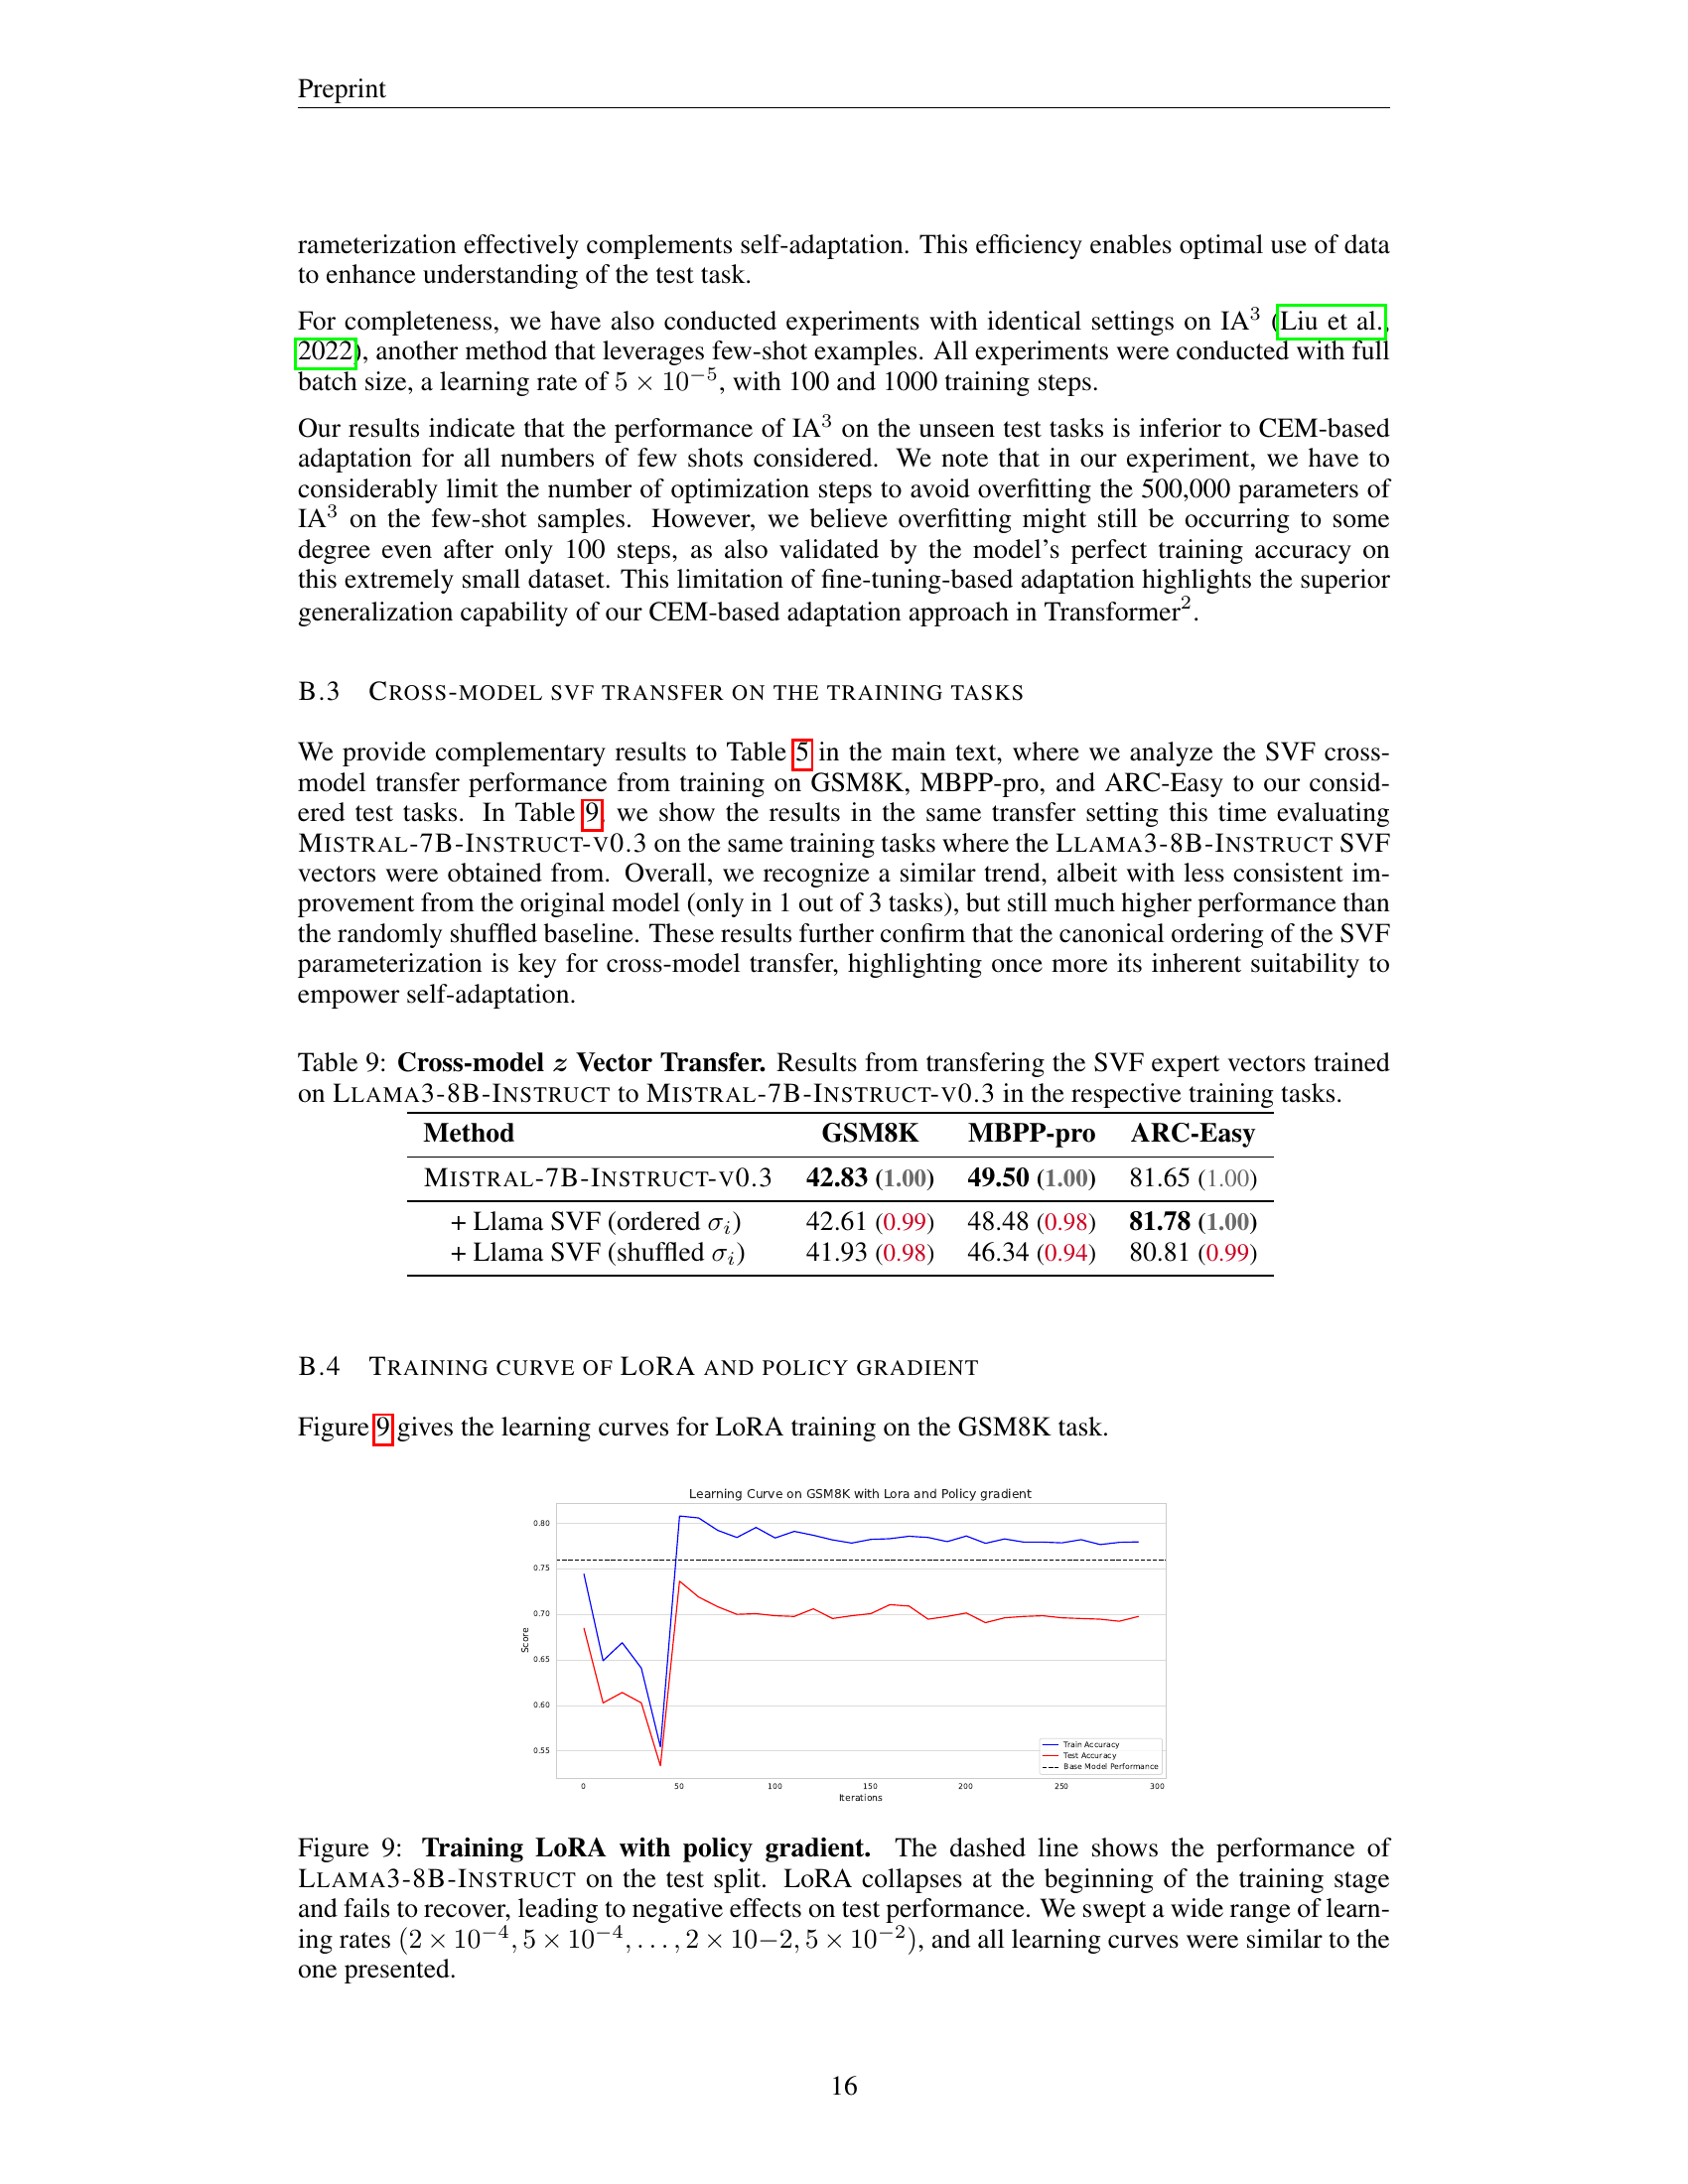 Preprint
rameterization effectively complements self-adaptation. This efficiency enables optimal use of data
to enhance understanding of the test task.
For completeness, we have also conducted experiments with identical settings on IA³ (Liu et al.,
2022), another method that leverages few-shot examples. All experiments were conducted with full
batch size, a learning rate of 5 × 10⁻⁵, with 100 and 1000 training steps.
Our results indicate that the performance of IA³ on the unseen test tasks is inferior to CEM-based
adaptation for all numbers of few shots considered. We note that in our experiment, we have to
considerably limit the number of optimization steps to avoid overfitting the 500,000 parameters of
IA³ on the few-shot samples. However, we believe overfitting might still be occurring to some
degree even after only 100 steps, as also validated by the model's perfect training accuracy on
this extremely small dataset. This limitation of fine-tuning-based adaptation highlights the superior
generalization capability of our CEM-based adaptation approach in Transformer².
B.3 CROSS-MODEL SVF TRANSFER ON THE TRAINING TASKS
We provide complementary results to Table 5 in the main text, where we analyze the SVF cross-
model transfer performance from training on GSM8K, MBPP-pro, and ARC-Easy to our consid-
ered test tasks. In Table 9, we show the results in the same transfer setting this time evaluating
MISTRAL-7B-INSTRUCT-V0.3 on the same training tasks where the LLAMA3-8B-INSTRUCT SVF
vectors were obtained from. Overall, we recognize a similar trend, albeit with less consistent im-
provement from the original model (only in 1 out of 3 tasks), but still much higher performance than
the randomly shuffled baseline. These results further confirm that the canonical ordering of the SVF
parameterization is key for cross-model transfer, highlighting once more its inherent suitability to
empower self-adaptation.
Table 9: Cross-model z Vector Transfer. Results from transfering the SVF expert vectors trained
on LLAMA3-8B-INSTRUCT to MISTRAL-7B-INSTRUCT-V0.3 in the respective training tasks.
Method GSM8K MBPP-pro ARC-Easy
MISTRAL-7B-INSTRUCT-V0.3 42.83 (1.00) 49.50 (1.00) 81.65 (1.00)
+ Llama SVF (ordered σᵢ) 42.61 (0.99) 48.48 (0.98) 81.78 (1.00)
+ Llama SVF (shuffled σᵢ) 41.93 (0.98) 46.34 (0.94) 80.81 (0.99)
B.4 TRAINING CURVE OF LORA AND POLICY GRADIENT
Figure 9 gives the learning curves for LoRA training on the GSM8K task.
Learning Curve on GSM8K with Lora and Policy gradient
0.80
0.75
0.70
0.65
0.60
0.55
Score
Train Accuracy
Test Accuracy
Base Model Performance
0 50 100 150 200 250 300
Iterations
Figure 9: Training LoRA with policy gradient. The dashed line shows the performance of
LLAMA3-8B-INSTRUCT on the test split. LoRA collapses at the beginning of the training stage
and fails to recover, leading to negative effects on test performance. We swept a wide range of learn-
ing rates (2 × 10⁻⁴, 5 × 10⁻⁴, . . . , 2 × 10−2, 5 × 10⁻²), and all learning curves were similar to the
one presented.
16